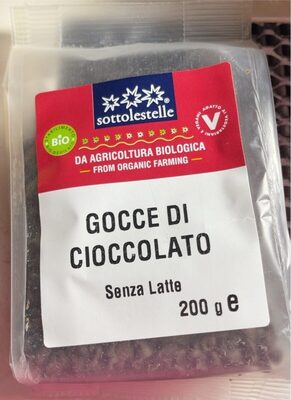 sottolestelle
BIO
DA AGRICOLTURA BIOLOGICA
FROM ORGANIC FARMING
GOCCE DI
CIOCCOLATO
Senza Latte
200 g e